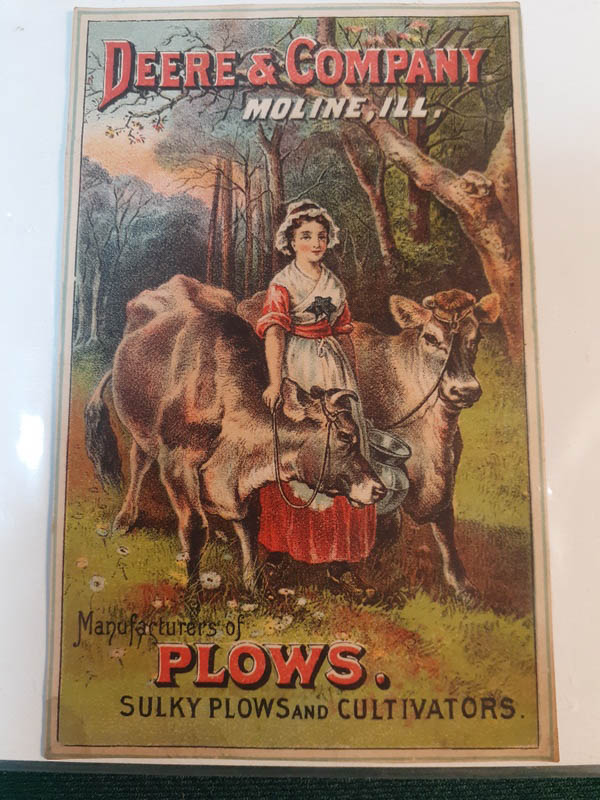 DEERE & COMPANY
MOLINE, ILL.
Manufacturers of
PLOWS.
SULKY PLOWS AND CULTIVATORS.